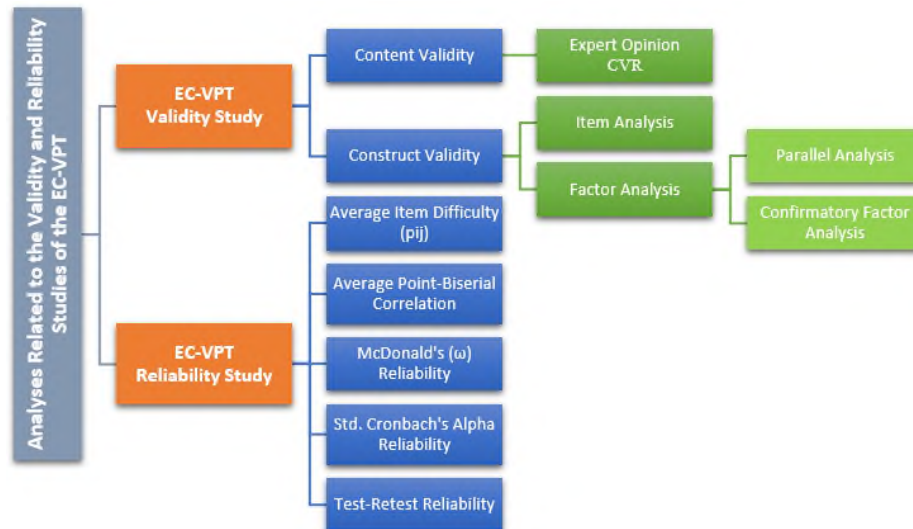 Analyses Related to the Validity and Reliability
Studies of the EC-VPT
EC-VPT
Validity Study
Content Validity
Expert Opinion
CVR
Construct Validity
Item Analysis
Factor Analysis
Parallel Analysis
Confirmatory Factor
Analysis
EC-VPT
Reliability Study
Average Item Difficulty
(pij)
Average Point-Biserial
Correlation
McDonald's (ω)
Reliability
Std. Cronbach's Alpha
Reliability
Test-Retest Reliability